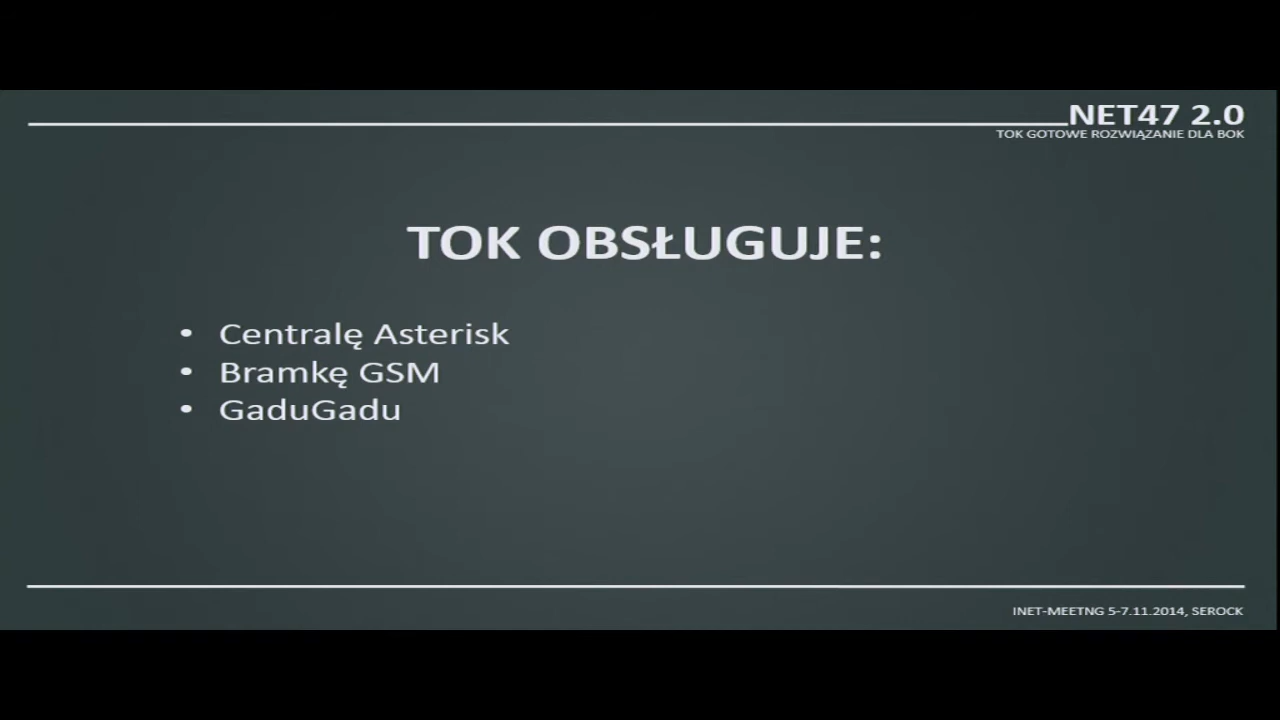 NET47 2.0
TOK GOTOWE ROZWIĄZANIE DLA BOK
TOK OBSŁUGUJE:
• Centralę Asterisk
• Bramkę GSM
• GaduGadu
INET-MEETNG 5-7.11.2014, SEROCK